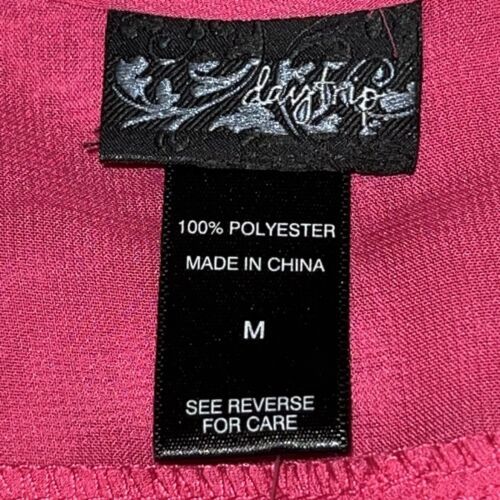 daytrip
100% POLYESTER
MADE IN CHINA
M
SEE REVERSE
FOR CARE